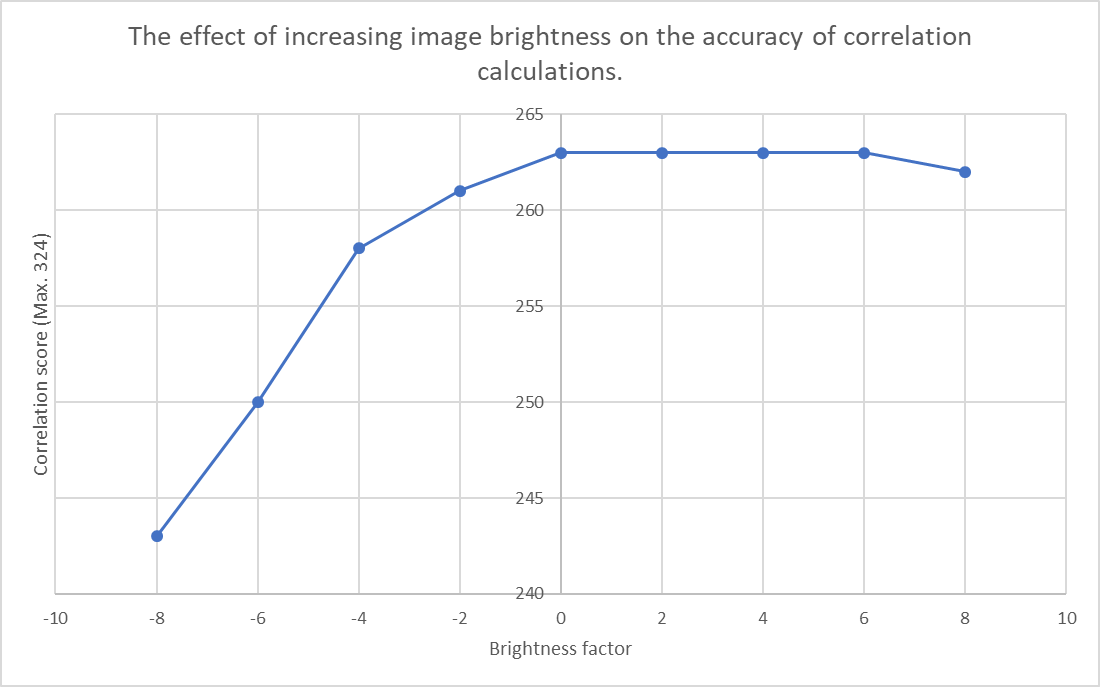 The effect of increasing image brightness on the accuracy of correlation
calculations.
265
260
255
250
245
240
Correlation score (Max. 324)
-10 -8 -6 -4 -2 0 2 4 6 8 10
Brightness factor